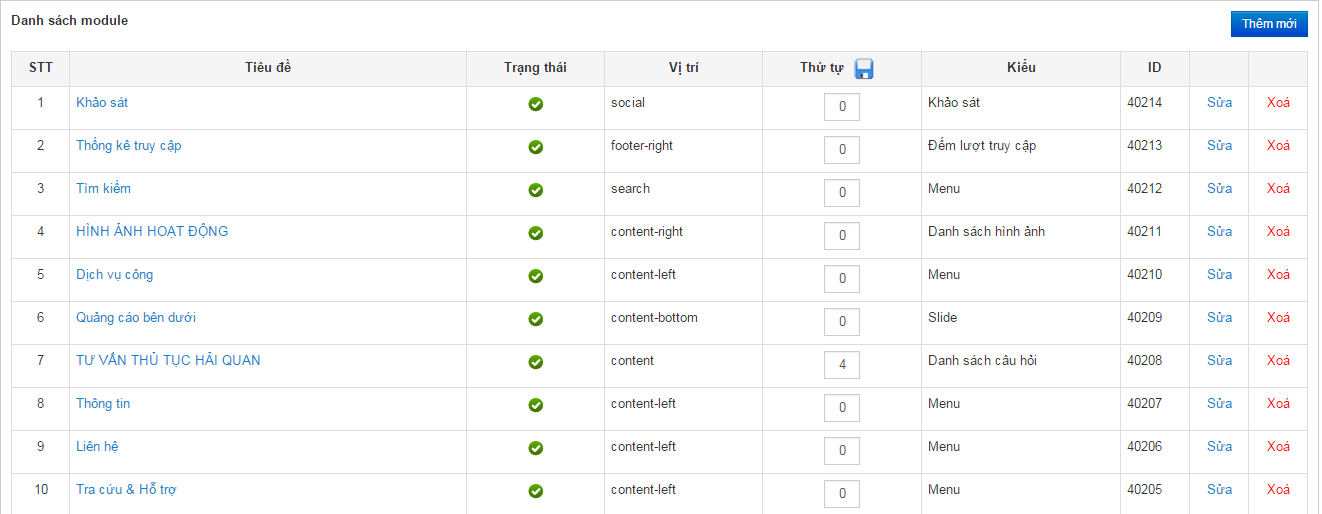 Danh sách module
Thêm mới
STT Tiêu đề Trạng thái Vị trí Thứ tự Kiểu ID
1 Khảo sát social 0 Khảo sát 40214 Sửa Xoá
2 Thống kê truy cập footer-right 0 Đếm lượt truy cập 40213 Sửa Xoá
3 Tìm kiếm search 0 Menu 40212 Sửa Xoá
4 HÌNH ẢNH HOẠT ĐỘNG content-right 0 Danh sách hình ảnh 40211 Sửa Xoá
5 Dịch vụ công content-left 0 Menu 40210 Sửa Xoá
6 Quảng cáo bên dưới content-bottom 0 Slide 40209 Sửa Xoá
7 TƯ VẤN THỦ TỤC HẢI QUAN content 4 Danh sách câu hỏi 40208 Sửa Xoá
8 Thông tin content-left 0 Menu 40207 Sửa Xoá
9 Liên hệ content-left 0 Menu 40206 Sửa Xoá
10 Tra cứu & Hỗ trợ content-left 0 Menu 40205 Sửa Xoá